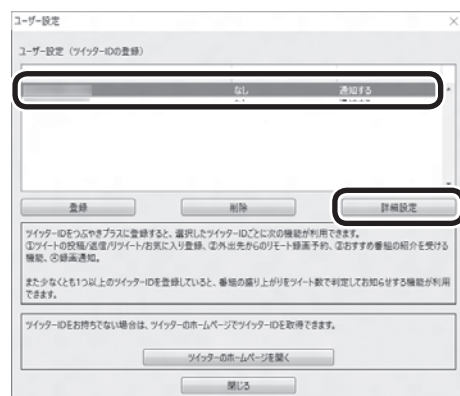 ユーザー設定
ユーザー設定（ツイッターIDの登録）
なし 通知する
登録 削除 詳細設定
ツイッターIDをつぶやきプラスに登録すると、選択したツイッターIDごとに次の機能が利用できます。
①ツイートの投稿/返信/リツイート/お気に入り登録、②外出先からのリモート録画予約、③おすすめ番組の紹介を受ける
機能、④録画通知。
また少なくとも1つ以上のツイッターIDを登録していると、番組の盛り上がりをツイート数で判定してお知らせする機能が利用
できます。
ツイッターIDをお持ちでない場合は、ツイッターのホームページでツイッターIDを取得できます。
ツイッターのホームページを開く
閉じる